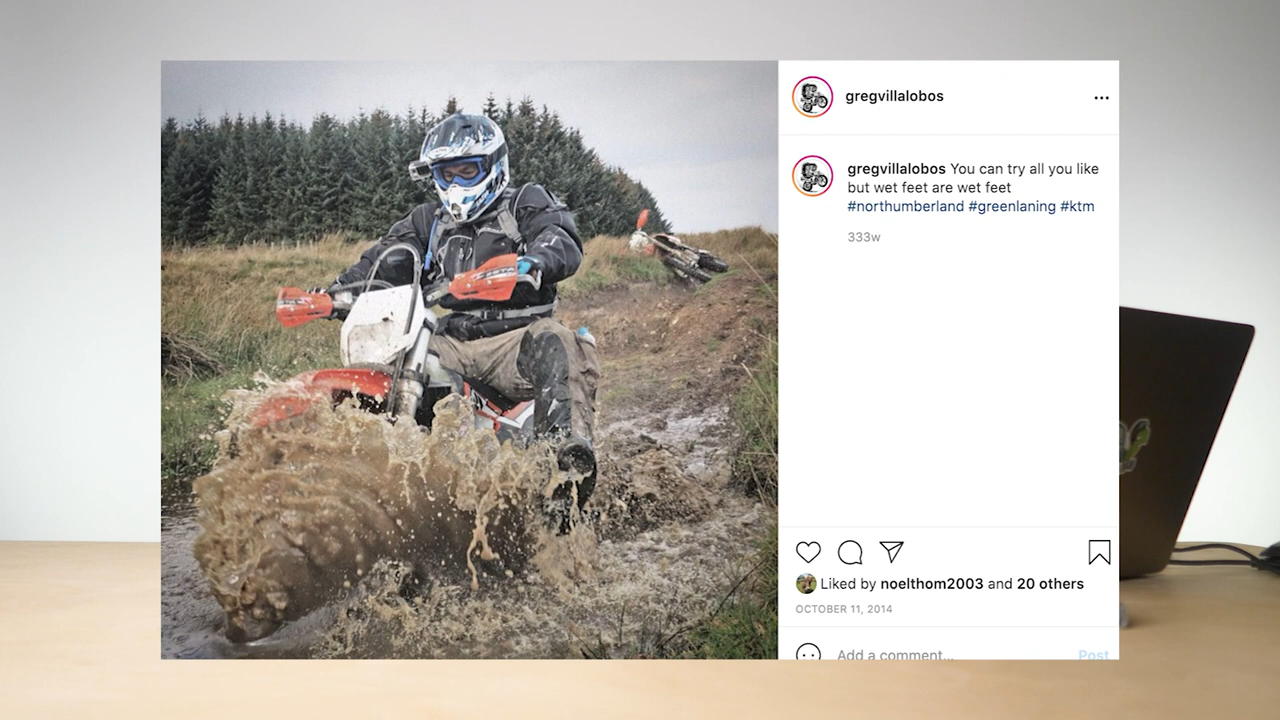 gregvillalobos
gregvillalobos You can try all you like
but wet feet are wet feet
#northumberland #greenlaning #ktm
333w
Liked by noelthom2003 and 20 others
OCTOBER 11, 2014
Add a comment...
Post